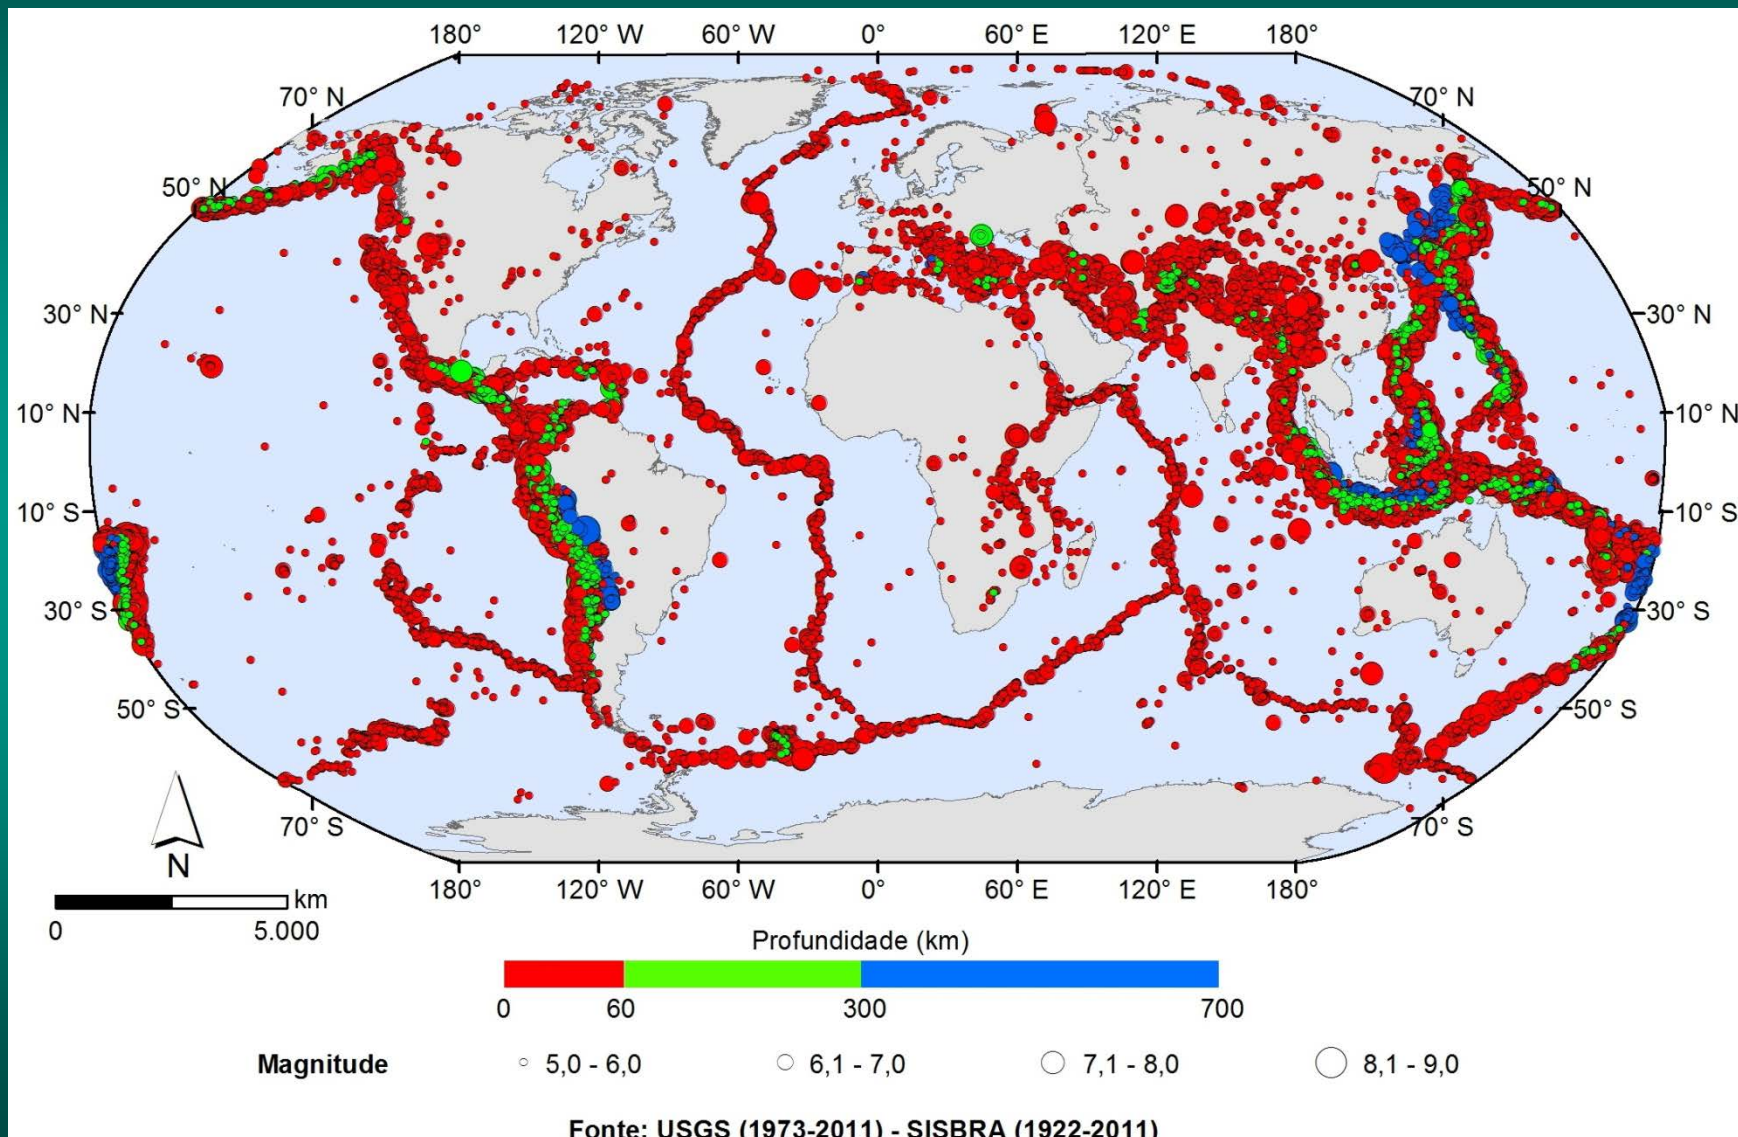 180° 120° W 60° W 0° 60° E 120° E 180°
70° N 70° N
50° N 50° N
30° N 30° N
10° N 10° N
10° S 10° S
30° S 30° S
50° S 50° S
70° S 70° S
N
180° 120° W 60° W 0° 60° E 120° E 180°
km
0 5.000
Profundidade (km)
0 60 300 700
Magnitude 5,0 - 6,0 6,1 - 7,0 7,1 - 8,0 8,1 - 9,0
Fonte: USGS (1973-2011) - SISBRA (1922-2011)